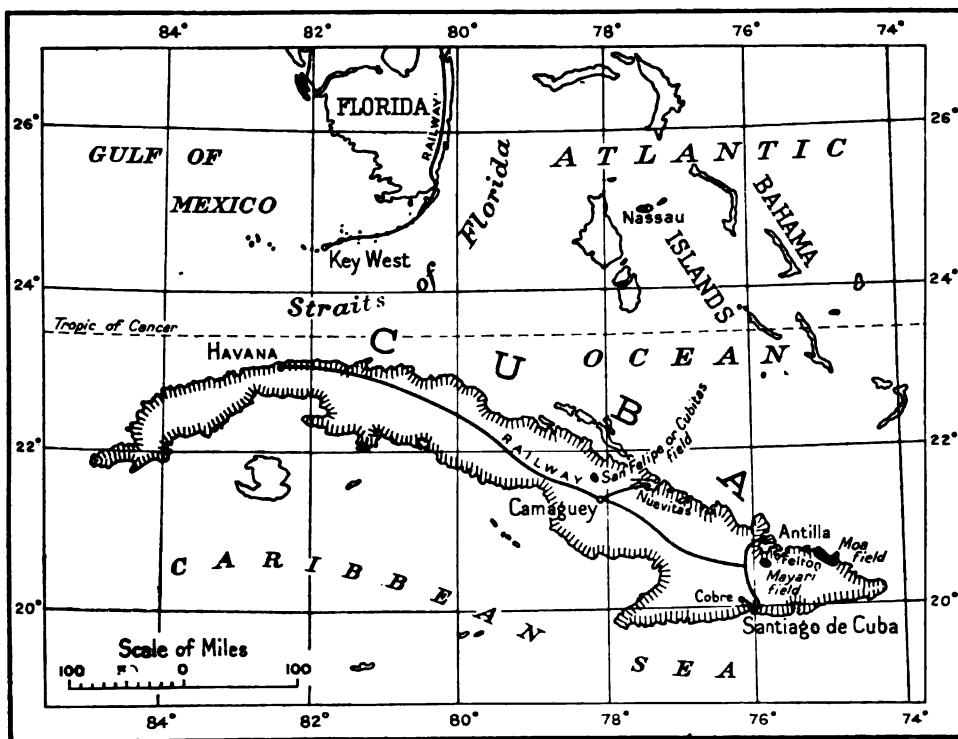 84° 82° 80° 78° 76°
26° 26°
FLORIDA
RAILWAY.
GULF OF
MEXICO
ATLANTIC
OCEAN
BAHAMA
ISLANDS
Nassau
Straits of Florida
Key West
24° 24°
Tropic of Cancer
HAVANA
CUBA
22° 22°
RAILWAY
San Felipe or Cubitas
field
Camaguey
Nuevitas
Antilla
Felton
Moa
field
Mayari
field
Cobre
Santiago de Cuba
CARIBBEAN
SEA
20° 20°
Scale of Miles
100 50 0 100
84° 82° 80° 78° 76° 74°